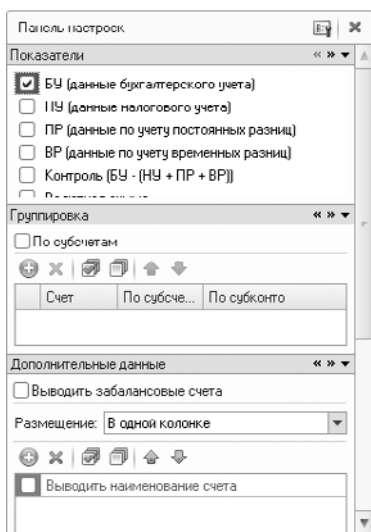 Панель настроек
Показатели
БУ (данные бухгалтерского учета)
НУ (данные налогового учета)
ПР (данные по учету постоянных разниц)
ВР (данные по учету временных разниц)
Контроль (БУ - (НУ + ПР + ВР))
Группировка
По субсчетам
Счет По субсче... По субконто
Дополнительные данные
Выводить забалансовые счета
Размещение: В одной колонке
Выводить наименование счета